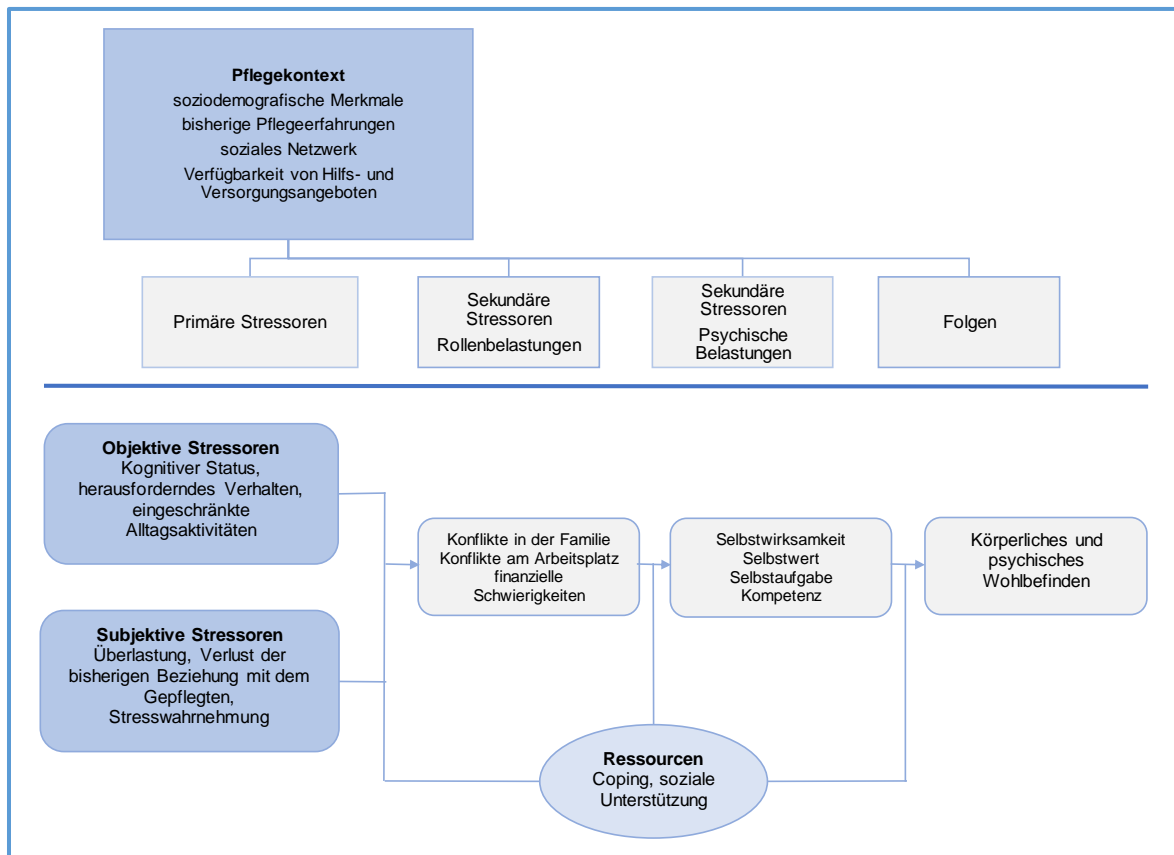 Pflegekontext
soziodemografische Merkmale
bisherige Pflegeerfahrungen
soziales Netzwerk
Verfügbarkeit von Hilfs- und
Versorgungsangeboten
Primäre Stressoren
Sekundäre
Stressoren
Rollenbelastungen
Sekundäre
Stressoren
Psychische
Belastungen
Folgen
Objektive Stressoren
Kognitiver Status,
herausforderndes Verhalten,
eingeschränkte
Alltagsaktivitäten
Konflikte in der Familie
Konflikte am Arbeitsplatz
finanzielle
Schwierigkeiten
Selbstwirksamkeit
Selbstwert
Selbstaufgabe
Kompetenz
Körperliches und
psychisches
Wohlbefinden
Subjektive Stressoren
Überlastung, Verlust der
bisherigen Beziehung mit dem
Gepflegten,
Stresswahrnehmung
Ressourcen
Coping, soziale
Unterstützung